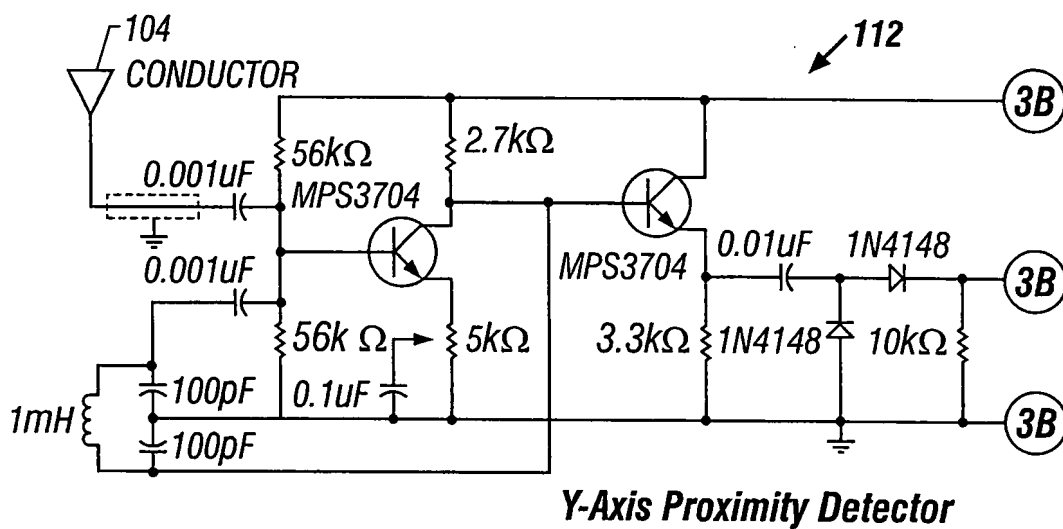 104
112
CONDUCTOR
3B
56kΩ
2.7kΩ
0.001uF
MPS3704
0.001uF
MPS3704
0.01uF
1N4148
3B
56k Ω
5kΩ
3.3kΩ
1N4148
10kΩ
100pF
0.1uF
1mH
3B
100pF
Y-Axis Proximity Detector